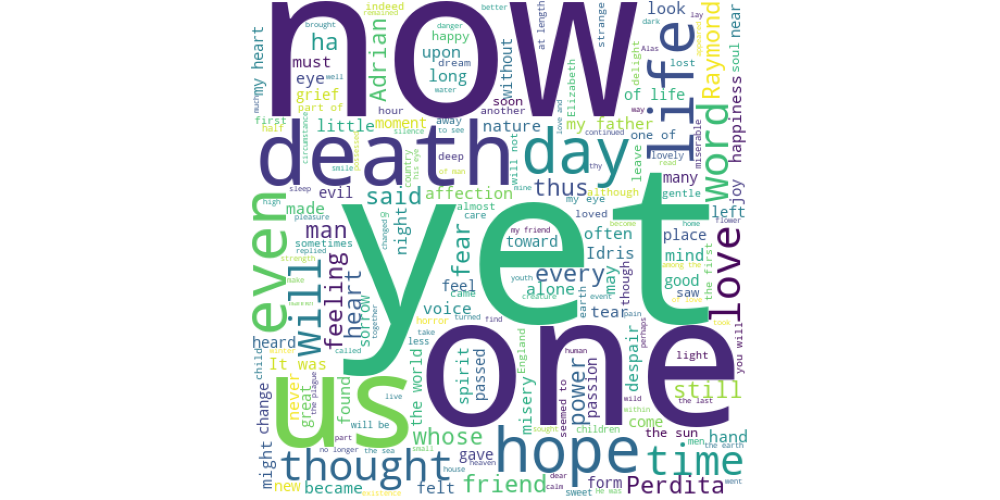 now
yet
one
death
day
us
hope
life
love
even
will
time
thought
word
Adrian
Raymond
Perdita
Idris
Elizabeth
friend
still
whose
heart
feeling
man
said
thus
every
fear
power
passion
despair
misery
spirit
passed
England
the world
found
great
never
might
change
new
became
felt
gave
form
hand
come
the sun
light
good
saw
mind
place
left
many
joy
happiness
soul
near
look
of life
my father
one of
nature
without
strange
at length
upon
long
happy
dream
ha
must
eye
grief
indeed
remained
brought
my heart
much
well
part of
first
half
hour
moment
little
silence
to see
away
soon
another
danger
better
water
deep
of man
affection
almost
care
mine
will not
love and
continued
thy
my eye
although
loved
leave
lovely
read
gentle
miserable
delight
lost
dark
lay
Alas
may
circumstance
smile
possessed
country
his eye
evil
sleep
high
made
pleasure
sometimes
replied
strength
make
night
changed
sorrow
together
heard
It was
child
winter
called
horror
voice
came
feel
turned
find
take
less
youth
creature
event
my friend
toward
often
alone
become
tear
earth
though
pain
perhaps
home
flower
among the
the first
of love
took
you will
human
wild
within
the last
seemed to
sought
children
men
the earth
went
dear
calm
sweet
He was
heaven
house
small
the sea
no longer
part
will be
live
the plague
existence